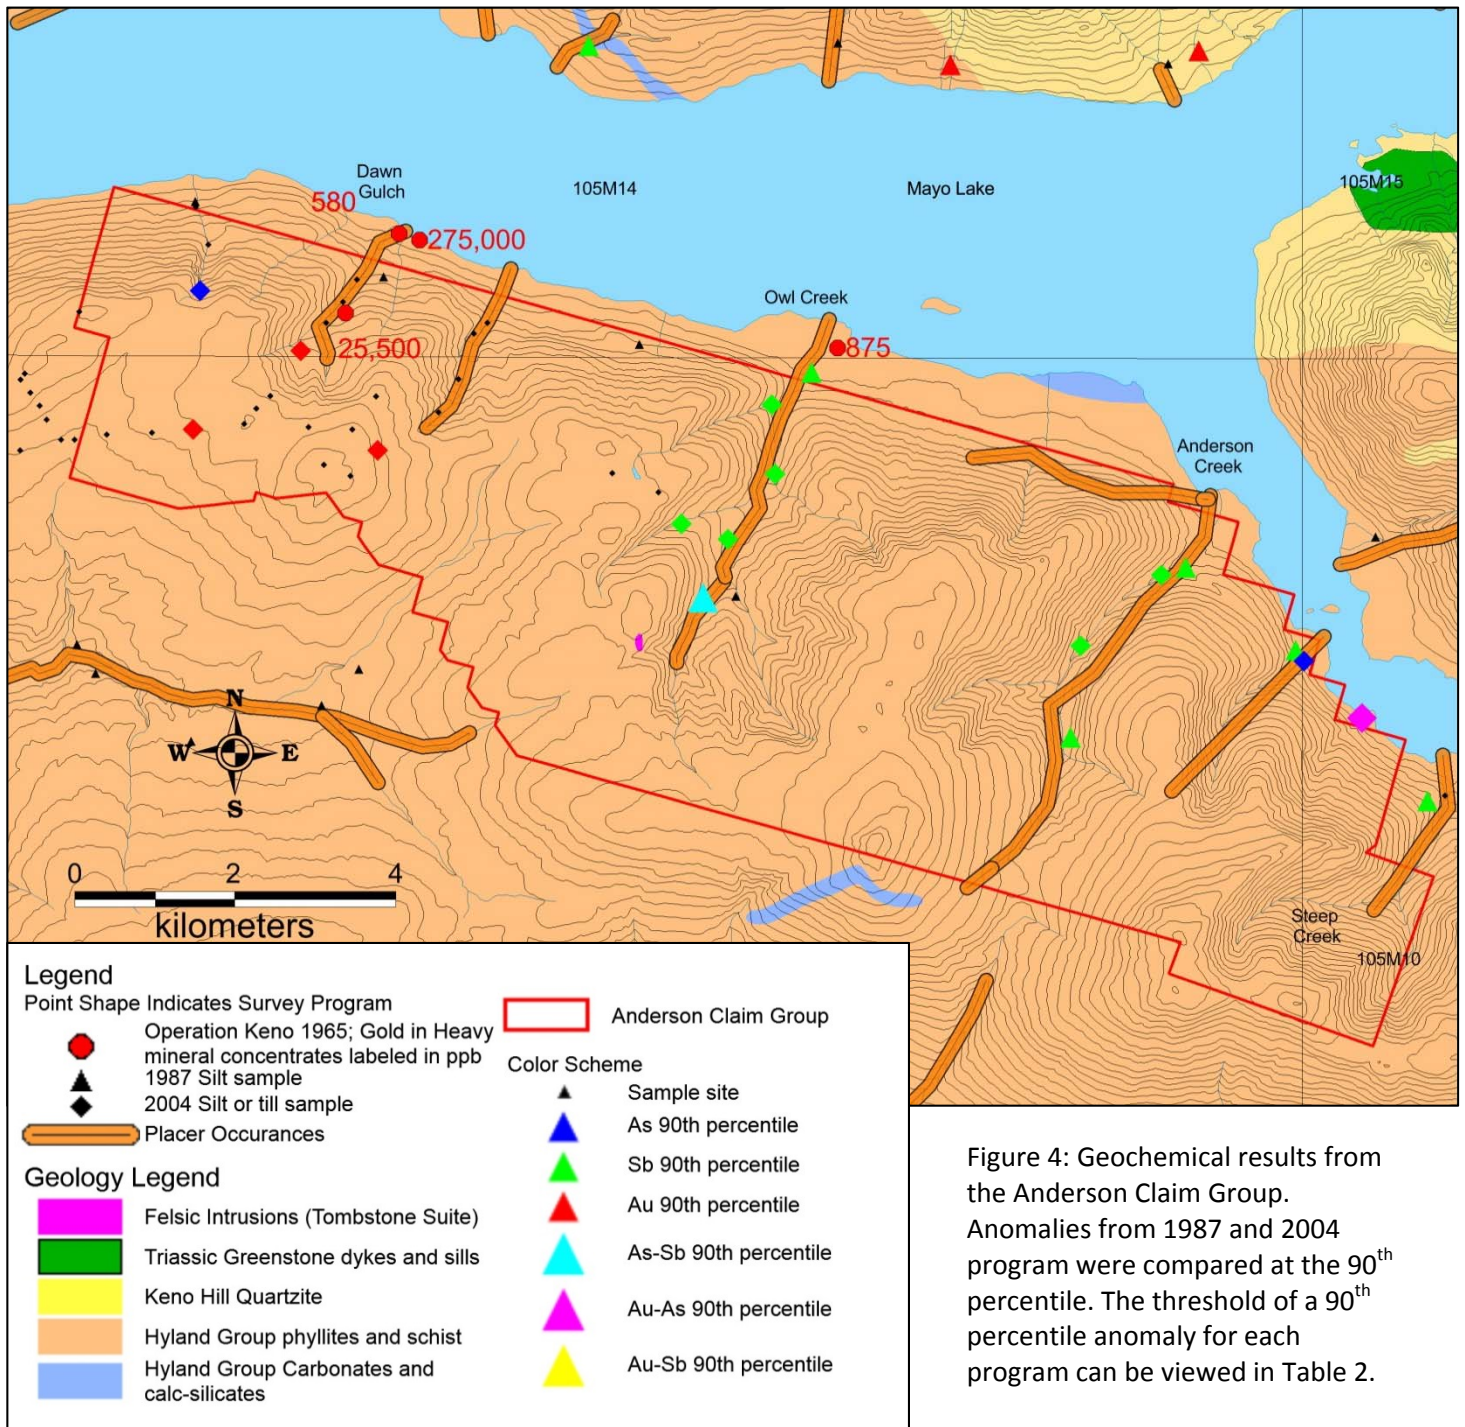 Dawn
Gulch
580
275,000
25,500
105M14
Mayo Lake
105M15
Owl Creek
875
Anderson
Creek
Steep
Creek
105M10
N
W
E
S
0
2
4
kilometers
Legend
Point Shape Indicates Survey Program
Operation Keno 1965; Gold in Heavy
mineral concentrates labeled in ppb
1987 Silt sample
2004 Silt or till sample
Placer Occurances
Geology Legend
Felsic Intrusions (Tombstone Suite)
Triassic Greenstone dykes and sills
Keno Hill Quartzite
Hyland Group phyllites and schist
Hyland Group Carbonates and
calc-silicates
Anderson Claim Group
Color Scheme
Sample site
As 90th percentile
Sb 90th percentile
Au 90th percentile
As-Sb 90th percentile
Au-As 90th percentile
Au-Sb 90th percentile
Figure 4: Geochemical results from
the Anderson Claim Group.
Anomalies from 1987 and 2004
program were compared at the 90th
percentile. The threshold of a 90th
percentile anomaly for each
program can be viewed in Table 2.